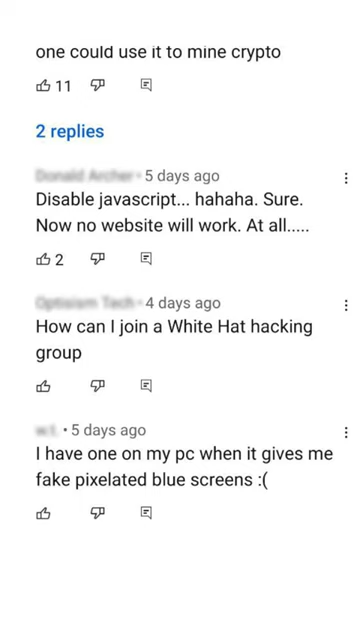 one could use it to mine crypto
11
2 replies
• 5 days ago
Disable javascript... hahaha. Sure.
Now no website will work. At all.....
2
• 4 days ago
How can I join a White Hat hacking
group
• 5 days ago
I have one on my pc when it gives me
fake pixelated blue screens :(